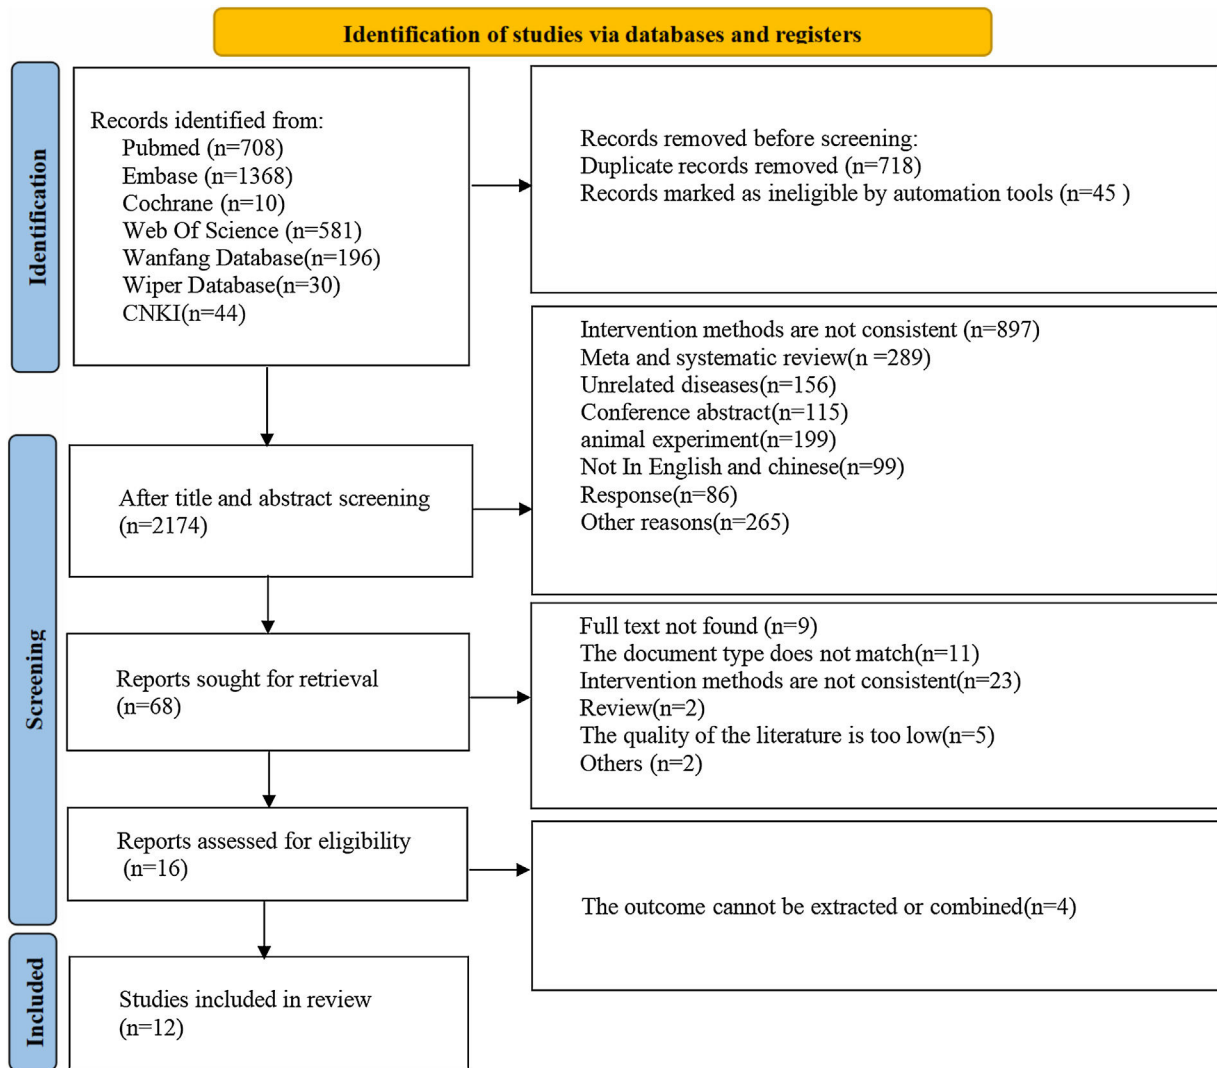 Identification of studies via databases and registers
Identification
Records identified from:
Pubmed (n=708)
Embase (n=1368)
Cochrane (n=10)
Web Of Science (n=581)
Wanfang Database(n=196)
Wiper Database(n=30)
CNKI(n=44)
Records removed before screening:
Duplicate records removed (n=718)
Records marked as ineligible by automation tools (n=45 )
Screening
After title and abstract screening
(n=2174)
Intervention methods are not consistent (n=897)
Meta and systematic review(n =289)
Unrelated diseases(n=156)
Conference abstract(n=115)
animal experiment(n=199)
Not In English and chinese(n=99)
Response(n=86)
Other reasons(n=265)
Reports sought for retrieval
(n=68)
Full text not found (n=9)
The document type does not match(n=11)
Intervention methods are not consistent(n=23)
Review(n=2)
The quality of the literature is too low(n=5)
Others (n=2)
Reports assessed for eligibility
(n=16)
The outcome cannot be extracted or combined(n=4)
Included
Studies included in review
(n=12)